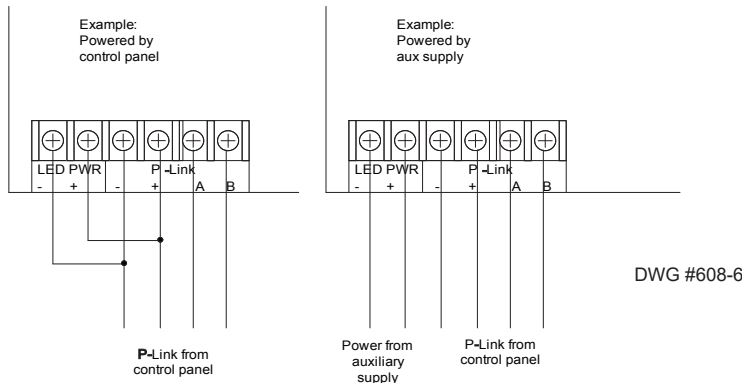 Example:
Powered by
control panel
LED PWR P -Link
- + - + A B
P-Link from
control panel
Example:
Powered by
aux supply
LED PWR P -Link
- + - + A B
Power from
auxiliary
supply
P-Link from
control panel
DWG #608-6